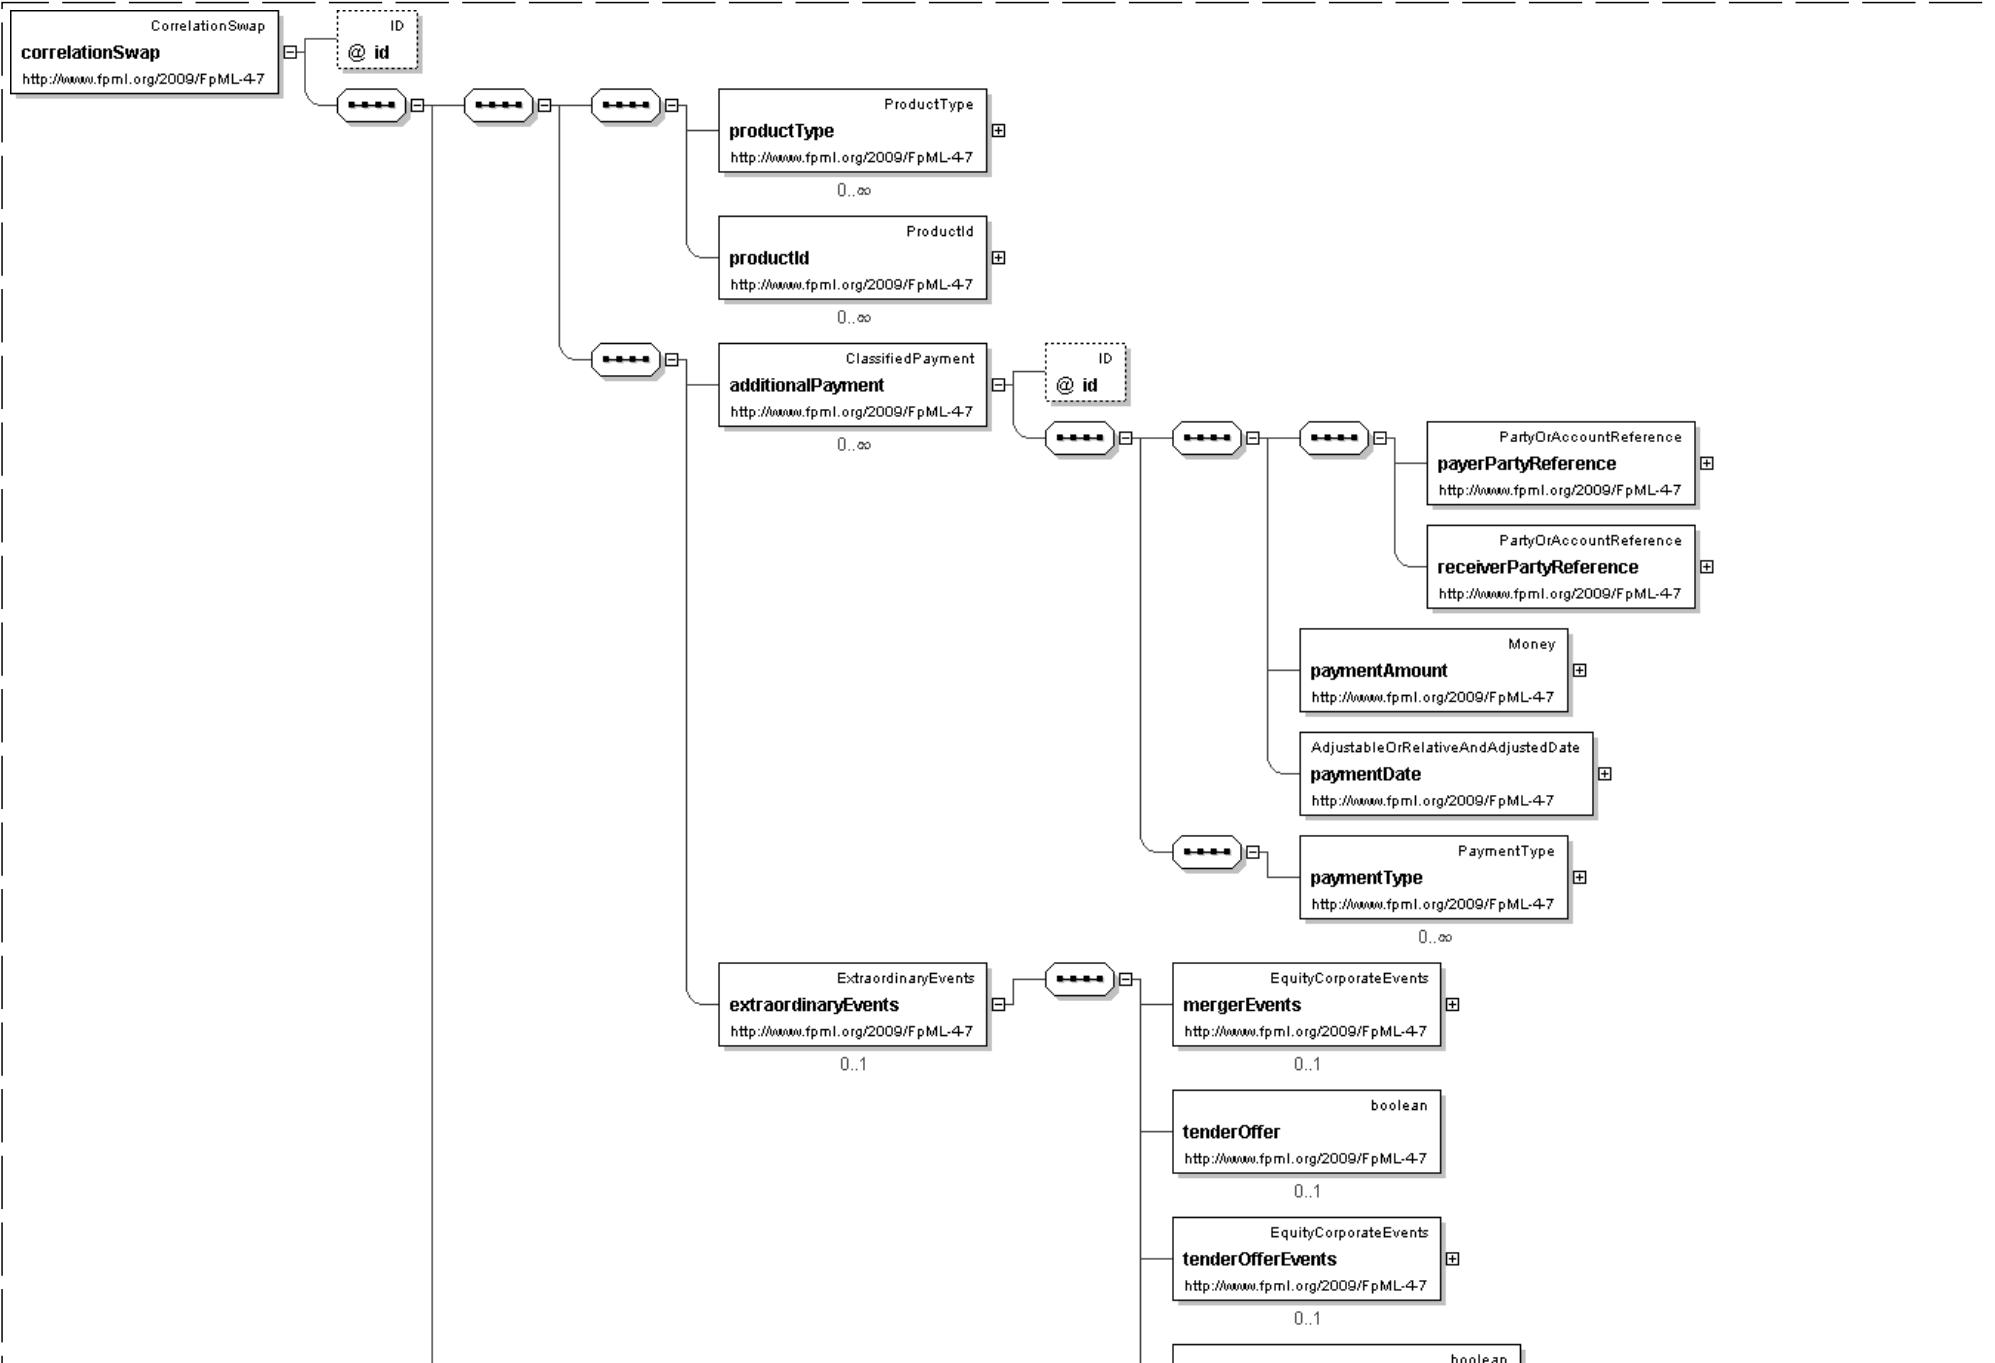 CorrelationSwap
correlationSwap
http://www.fpml.org/2009/FpML-4-7
ID
@ id
ProductType
productType
http://www.fpml.org/2009/FpML-4-7
0..∞
ProductId
productId
http://www.fpml.org/2009/FpML-4-7
0..∞
ClassifiedPayment
additionalPayment
http://www.fpml.org/2009/FpML-4-7
0..∞
ID
@ id
PartyOrAccountReference
payerPartyReference
http://www.fpml.org/2009/FpML-4-7
PartyOrAccountReference
receiverPartyReference
http://www.fpml.org/2009/FpML-4-7
Money
paymentAmount
http://www.fpml.org/2009/FpML-4-7
AdjustableOrRelativeAndAdjustedDate
paymentDate
http://www.fpml.org/2009/FpML-4-7
PaymentType
paymentType
http://www.fpml.org/2009/FpML-4-7
0..∞
ExtraordinaryEvents
extraordinaryEvents
http://www.fpml.org/2009/FpML-4-7
0..1
EquityCorporateEvents
mergerEvents
http://www.fpml.org/2009/FpML-4-7
0..1
boolean
tenderOffer
http://www.fpml.org/2009/FpML-4-7
0..1
EquityCorporateEvents
tenderOfferEvents
http://www.fpml.org/2009/FpML-4-7
0..1
boolean